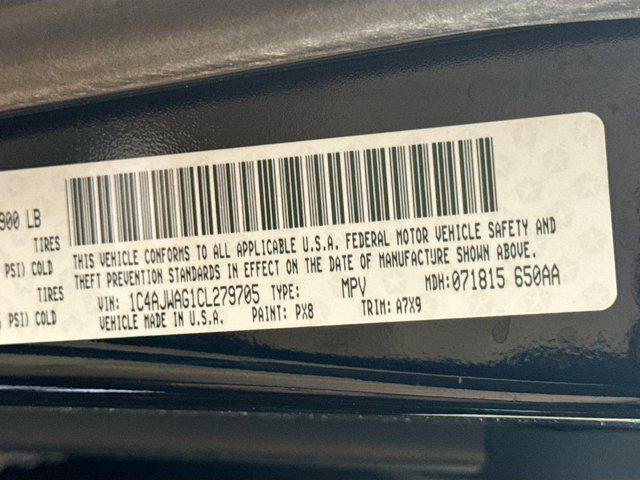 900 LB
TIRES
PSI) COLD
TIRES
PSI) COLD
THIS VEHICLE CONFORMS TO ALL APPLICABLE U.S.A. FEDERAL MOTOR VEHICLE SAFETY AND
THEFT PREVENTION STANDARDS IN EFFECT ON THE DATE OF MANUFACTURE SHOWN ABOVE.
VIN: 1C4AJWAG1CL279705 TYPE: MPV MDH:071815 650AA
VEHICLE MADE IN U.S.A. PAINT: PX8 TRIM: A7X9